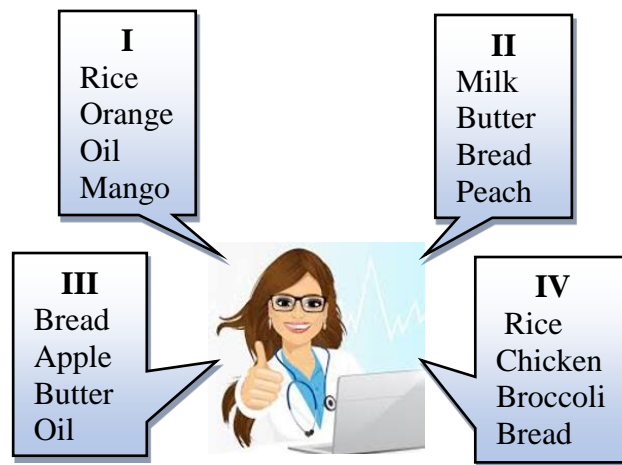 I
Rice
Orange
Oil
Mango
II
Milk
Butter
Bread
Peach
III
Bread
Apple
Butter
Oil
IV
Rice
Chicken
Broccoli
Bread